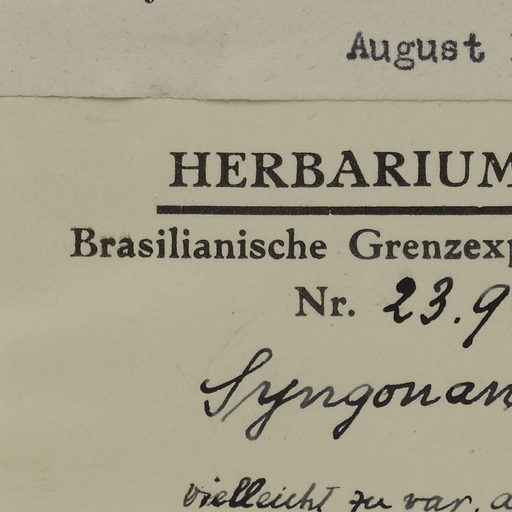 August
HERBARIUM
Brasilianische Grenzexp
Nr. 23.9
Syngonan
vielleicht zu var.